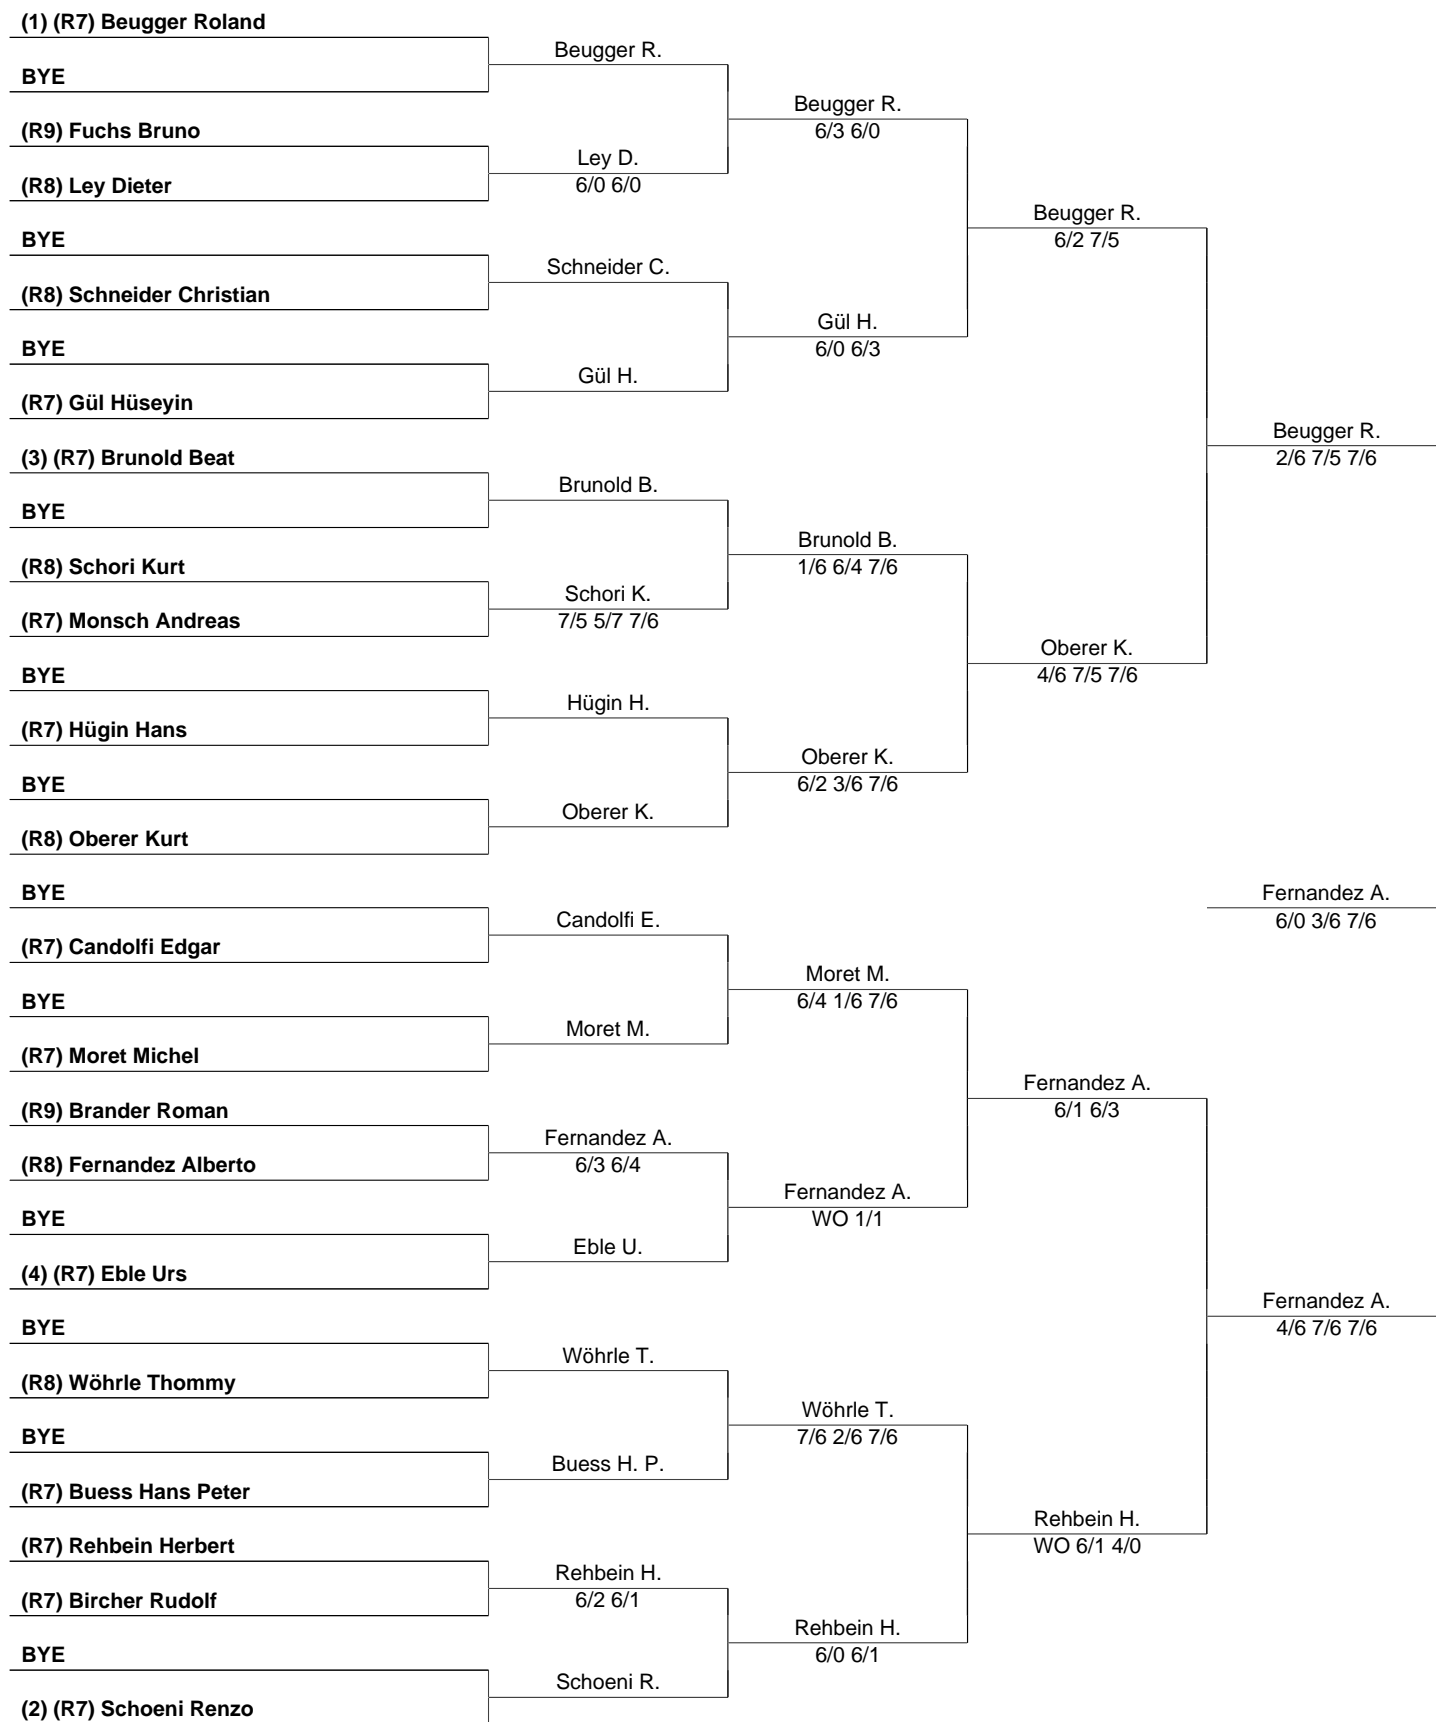 (1) (R7) Beugger Roland
Beugger R.
BYE
Beugger R.
6/3 6/0
(R9) Fuchs Bruno
Ley D.
6/0 6/0
(R8) Ley Dieter
Beugger R.
6/2 7/5
BYE
Schneider C.
(R8) Schneider Christian
Gül H.
6/0 6/3
BYE
Gül H.
(R7) Gül Hüseyin
Beugger R.
2/6 7/5 7/6
(3) (R7) Brunold Beat
Brunold B.
BYE
Brunold B.
1/6 6/4 7/6
(R8) Schori Kurt
Schori K.
7/5 5/7 7/6
(R7) Monsch Andreas
Oberer K.
4/6 7/5 7/6
BYE
Hügin H.
(R7) Hügin Hans
Oberer K.
6/2 3/6 7/6
BYE
Oberer K.
(R8) Oberer Kurt
BYE
Fernandez A.
6/0 3/6 7/6
Candolfi E.
(R7) Candolfi Edgar
Moret M.
6/4 1/6 7/6
BYE
Moret M.
(R7) Moret Michel
Fernandez A.
6/1 6/3
(R9) Brander Roman
Fernandez A.
6/3 6/4
(R8) Fernandez Alberto
Fernandez A.
WO 1/1
BYE
Eble U.
(4) (R7) Eble Urs
Fernandez A.
4/6 7/6 7/6
BYE
Wöhrle T.
(R8) Wöhrle Thommy
Wöhrle T.
7/6 2/6 7/6
BYE
Buess H. P.
(R7) Buess Hans Peter
Rehbein H.
WO 6/1 4/0
(R7) Rehbein Herbert
Rehbein H.
6/2 6/1
(R7) Bircher Rudolf
Rehbein H.
6/0 6/1
BYE
Schoeni R.
(2) (R7) Schoeni Renzo